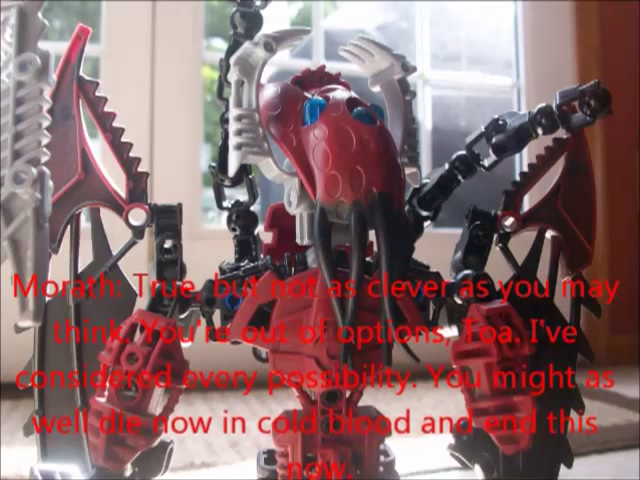 Morath: True, but not as clever as you may
think. You're out of options, Toa. I've
considered every possibility. You might as
well die now in cold blood and end this
now.